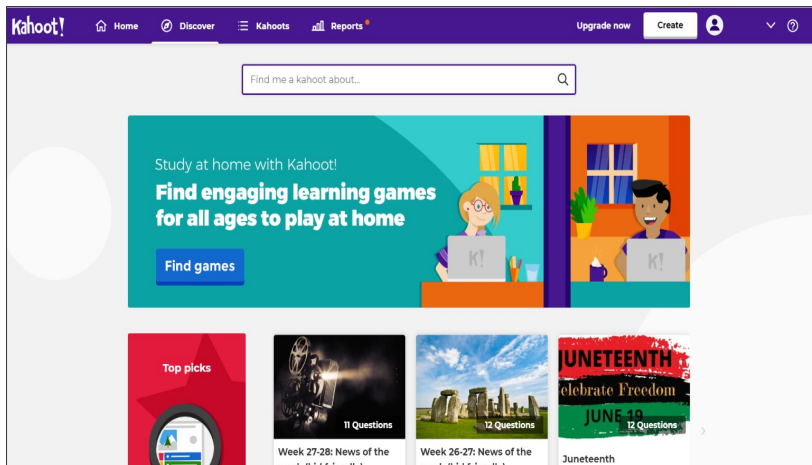 Kahoot!
Home
Discover
Kahoots
Reports
Upgrade now
Create
Find me a kahoot about...
Study at home with Kahoot!
Find engaging learning games
for all ages to play at home
Find games
K!
K!
Top picks
11 Questions
Week 27-28: News of the
12 Questions
Week 26-27: News of the
JUNETEENTH
elebrate Freedom
JUNE 19
12 Questions
Juneteenth